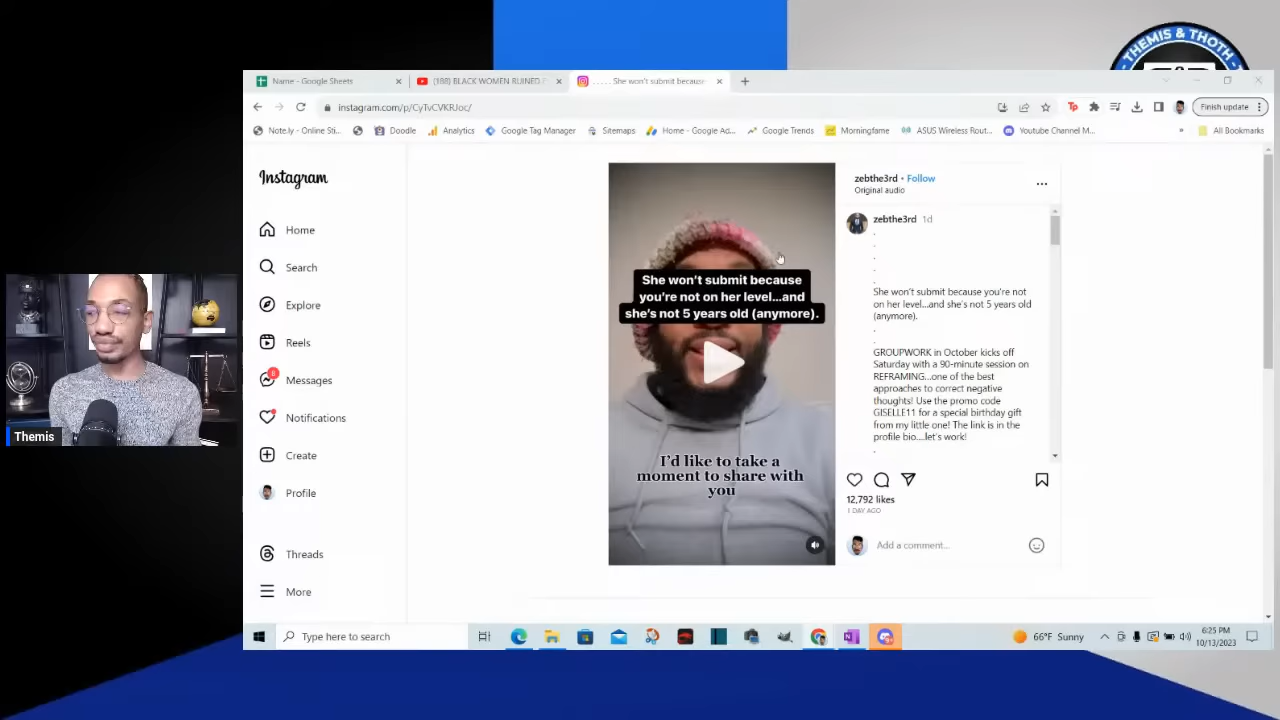 THEMIS & THOTH
Name - Google Sheets
(188) BLACK WOMEN RUINED
. . . . . She won't submit because
instagram.com/p/CyTvCVKRJoc/
Finish update
Note.ly - Online Sti...
Doodle
Analytics
Google Tag Manager
Sitemaps
Home - Google Ad...
Google Trends
Morningfame
ASUS Wireless Rout...
Youtube Channel M...
All Bookmarks
Instagram
Home
Search
Explore
Reels
8
Messages
Notifications
Create
Profile
Threads
More
She won't submit because
you're not on her level...and
she's not 5 years old (anymore).
I'd like to take a
moment to share with
you
zebthe3rd • Follow
Original audio
zebthe3rd 1d
.
.
.
.
.
She won't submit because you're not
on her level...and she's not 5 years old
(anymore).
.
GROUPWORK in October kicks off
Saturday with a 90-minute session on
REFRAMING...one of the best
approaches to correct negative
thoughts! Use the promo code
GISELLE11 for a special birthday gift
from my little one! The link is in the
profile bio....let's work!
.
12,792 likes
1 DAY AGO
Add a comment...
Themis
Type here to search
66°F Sunny
6:25 PM
10/13/2023